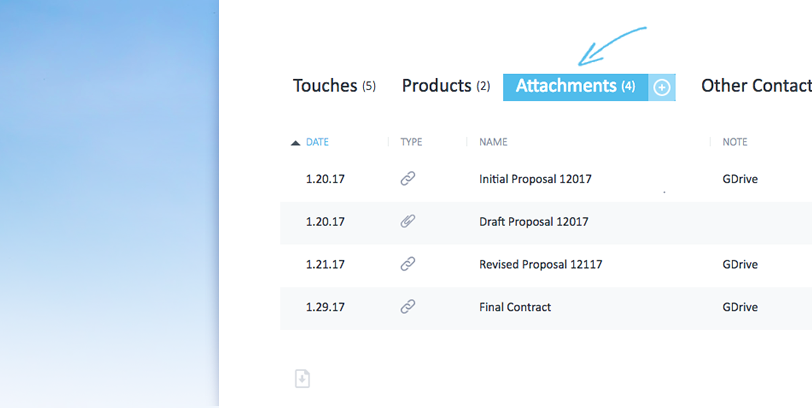 Touches (5) Products (2) Attachments (4) Other Contact
DATE TYPE NAME NOTE
1.20.17 Initial Proposal 12017 GDrive
1.20.17 Draft Proposal 12017
1.21.17 Revised Proposal 12117 GDrive
1.29.17 Final Contract GDrive